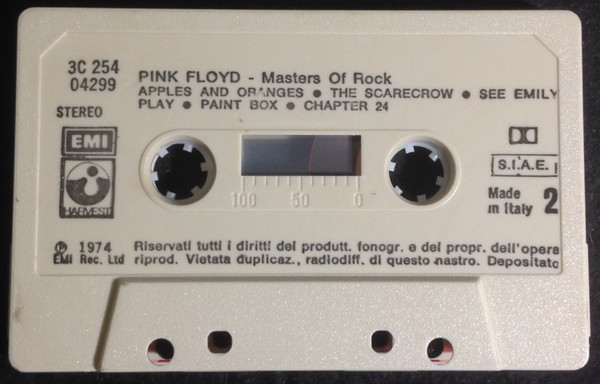 3C 254
04299
PINK FLOYD - Masters Of Rock
APPLES AND ORANGES ● THE SCARECROW ● SEE EMILY
PLAY ● PAINT BOX ● CHAPTER 24
STEREO
EMI
HARVEST
S.I.A.E.
Made
in Italy
2
100 50 0
℗ 1974
EMI Rec. Ltd
Riservati tutti i diritti del produtt. fonogr. e del propr. dell'opera
riprod. Vietata duplicaz., radiodiff. di questo nastro. Depositato